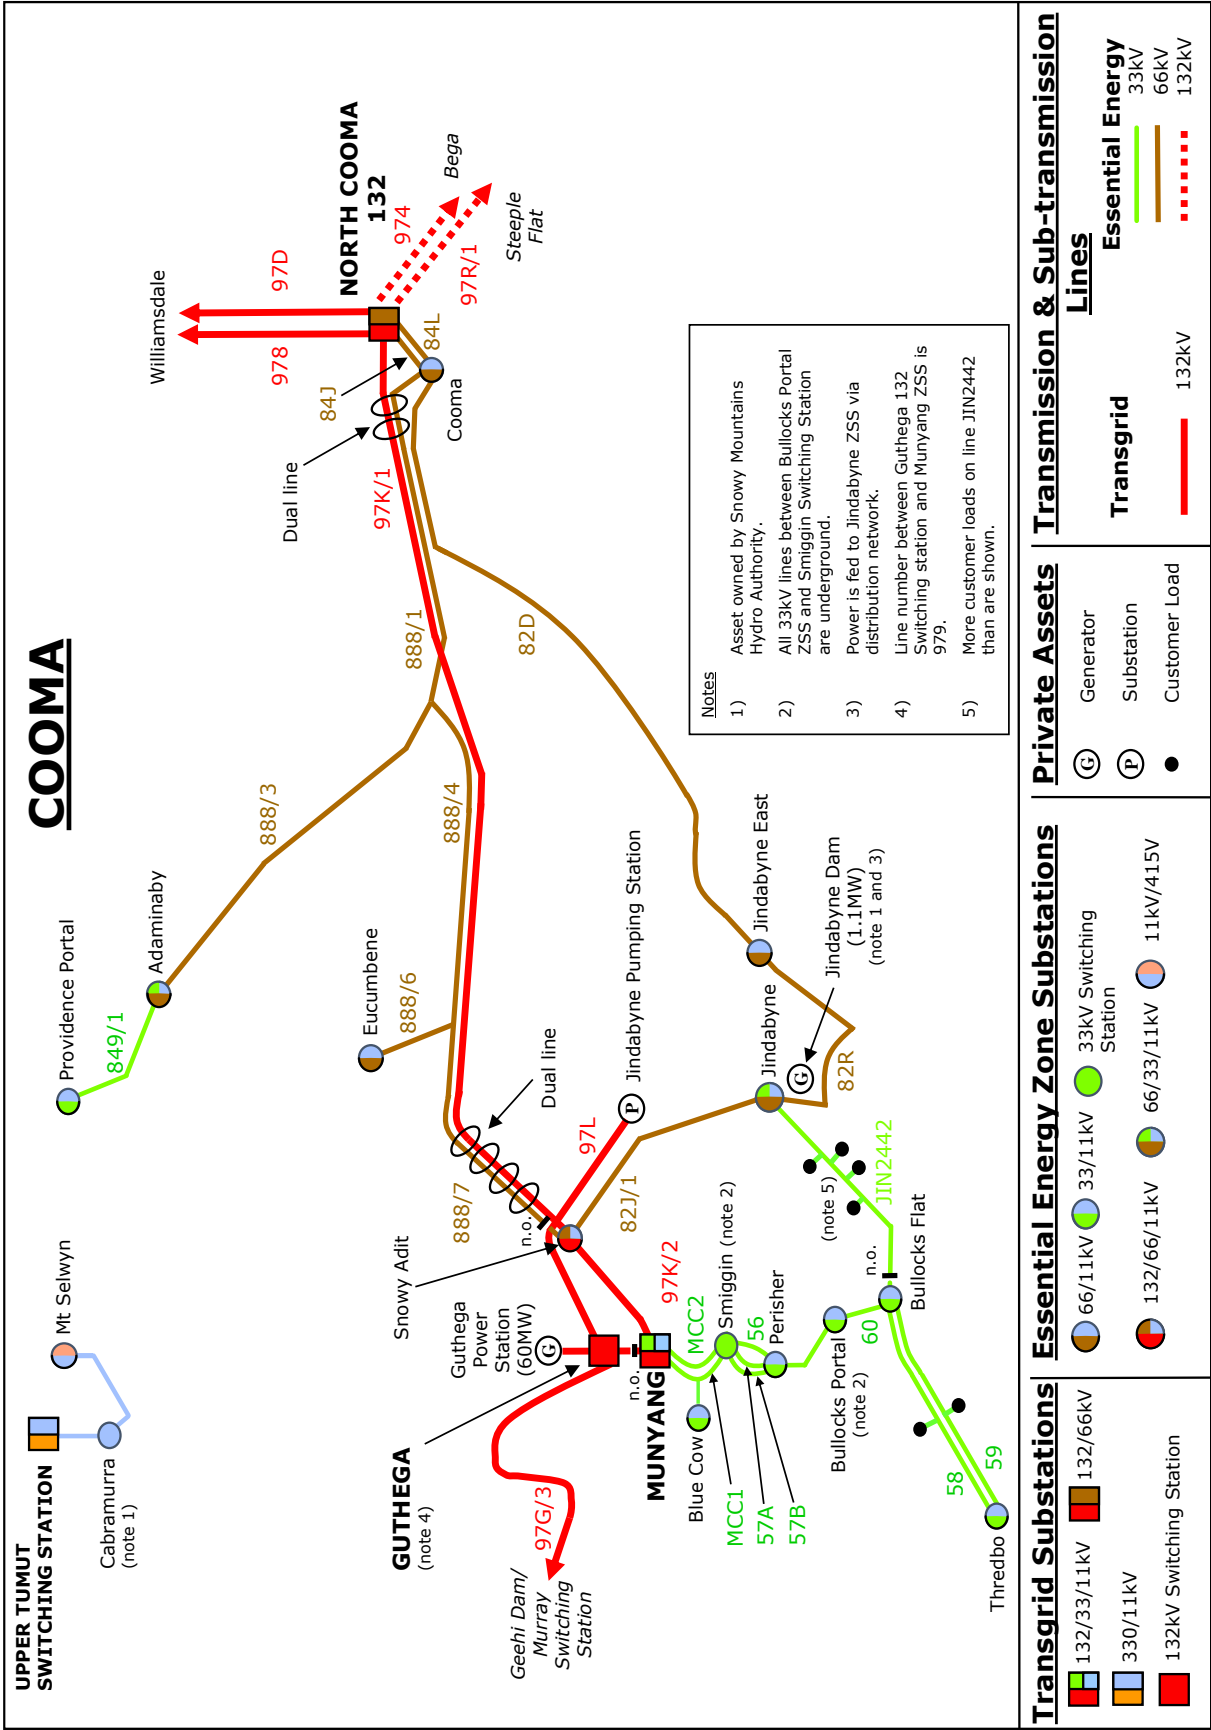 COOMA
UPPER TUMUT
SWITCHING STATION
Cabramurra
(note 1)
Mt Selwyn
Providence Portal
849/1
Adaminaby
888/3
Williamsdale
978
97D
NORTH COOMA
132
974
Bega
97R/1
Steeple
Flat
84J
84L
Cooma
Dual line
97K/1
888/1
82D
888/4
Eucumbene
888/6
Dual line
888/7
n.o.
Snowy Adit
97L
Jindabyne Pumping Station
P
82J/1
Guthega
Power
Station
(60MW)
G
GUTHEGA
(note 4)
97G/3
Geehi Dam/
Murray
Switching
Station
n.o.
MUNYANG
97K/2
MCC2
Blue Cow
MCC1
Smiggin (note 2)
56
57A
57B
Perisher
Bullocks Portal
(note 2)
60
Bullocks Flat
n.o.
JIN2442
(note 5)
58
59
Thredbo
Jindabyne
G
Jindabyne Dam
(1.1MW)
(note 1 and 3)
82R
Jindabyne East
Notes
1) Asset owned by Snowy Mountains
Hydro Authority.
2) All 33kV lines between Bullocks Portal
ZSS and Smiggin Switching Station
are underground.
3) Power is fed to Jindabyne ZSS via
distribution network.
4) Line number between Guthega 132
Switching station and Munyang ZSS is
979.
5) More customer loads on line JIN2442
than are shown.
Transgrid Substations
132/33/11kV
132/66kV
330/11kV
132kV Switching Station
Essential Energy Zone Substations
66/11kV
33/11kV
33kV Switching
Station
132/66/11kV
66/33/11kV
11kV/415V
Private Assets
G Generator
P Substation
Customer Load
Transmission & Sub-transmission
Lines
Transgrid
132kV
Essential Energy
33kV
66kV
132kV